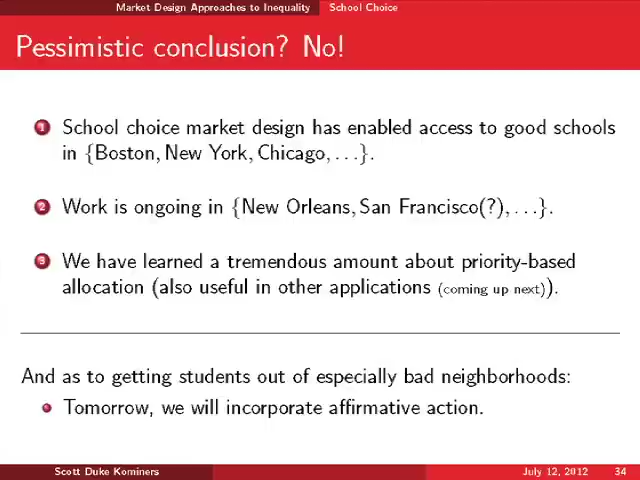 Market Design Approaches to Inequality School Choice
Pessimistic conclusion? No!
1 School choice market design has enabled access to good schools
in {Boston, New York, Chicago, . . .}.
2 Work is ongoing in {New Orleans, San Francisco(?), . . .}.
3 We have learned a tremendous amount about priority-based
allocation (also useful in other applications (coming up next)).
And as to getting students out of especially bad neighborhoods:
Tomorrow, we will incorporate affirmative action.
Scott Duke Kominers July 12, 2012 34